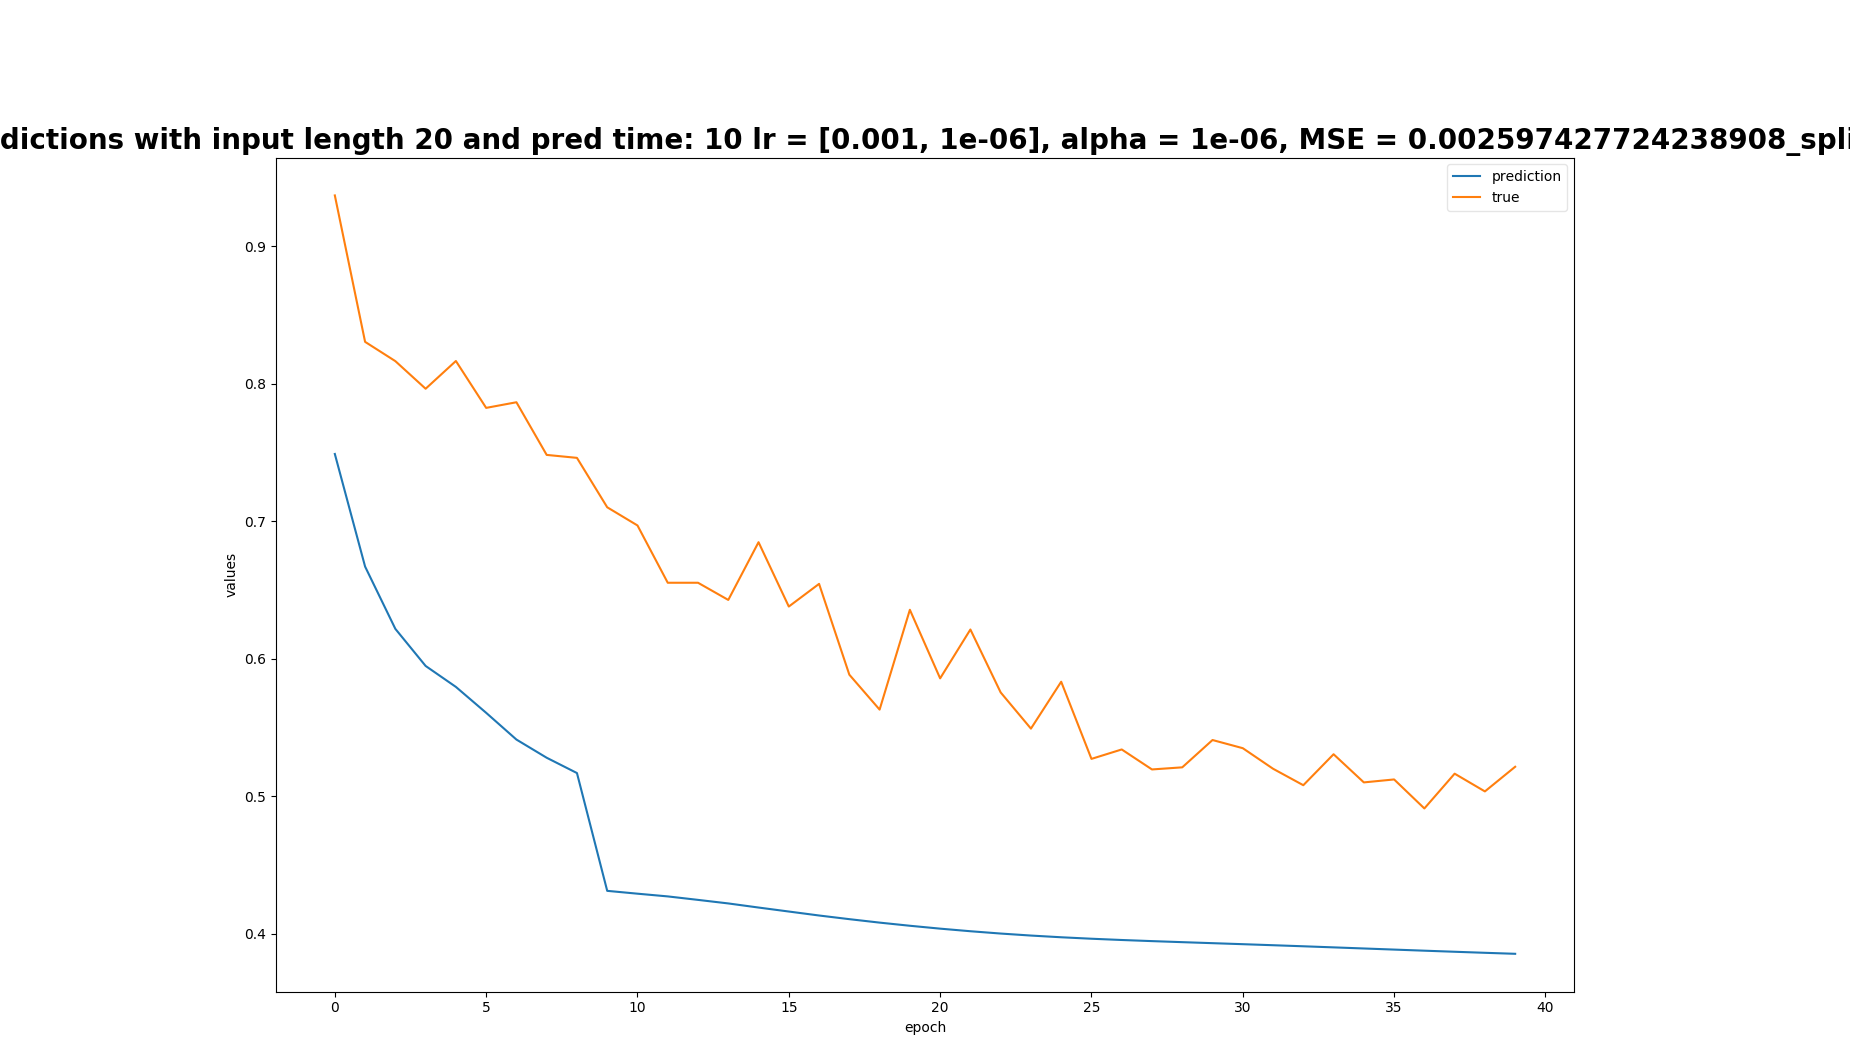 dictions with input length 20 and pred time: 10 lr = [0.001, 1e-06], alpha = 1e-06, MSE = 0.002597427724238908_spli
prediction
true
0.9
0.8
0.7
0.6
0.5
0.4
values
0 5 10 15 20 25 30 35 40
epoch